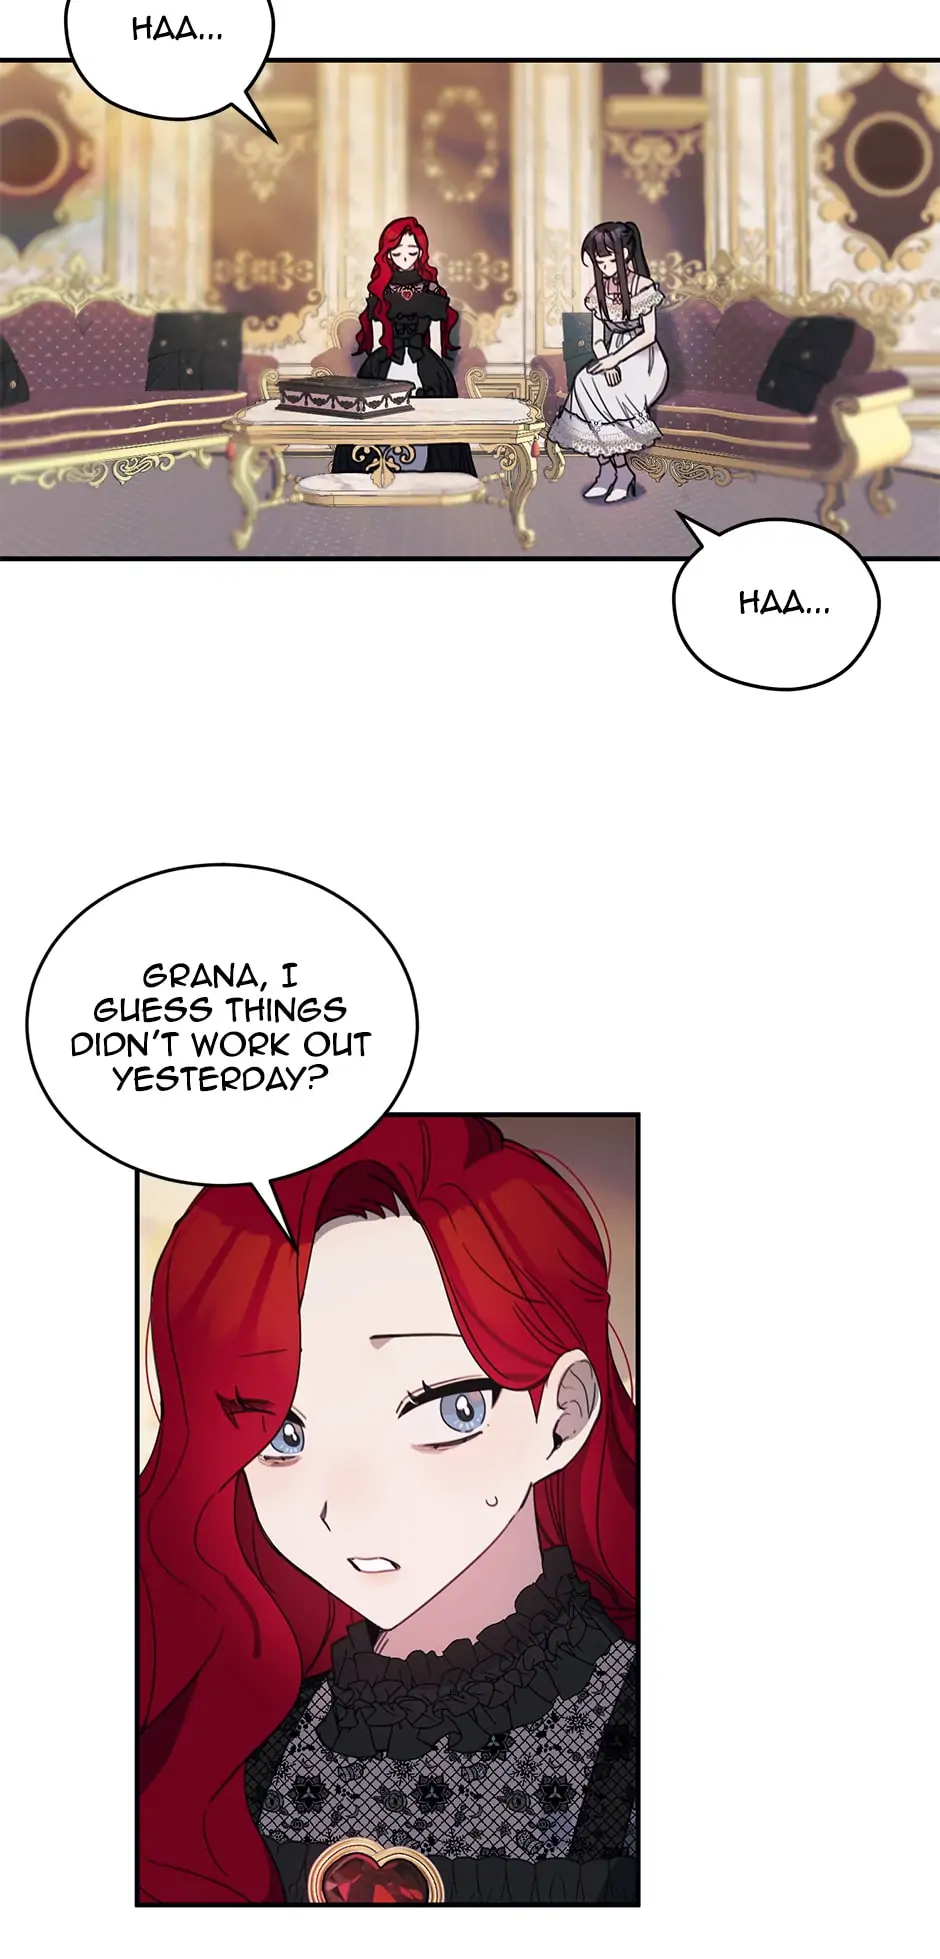 HAA...
HAA...
GRANA, I
GUESS THINGS
DIDN'T WORK OUT
YESTERDAY?